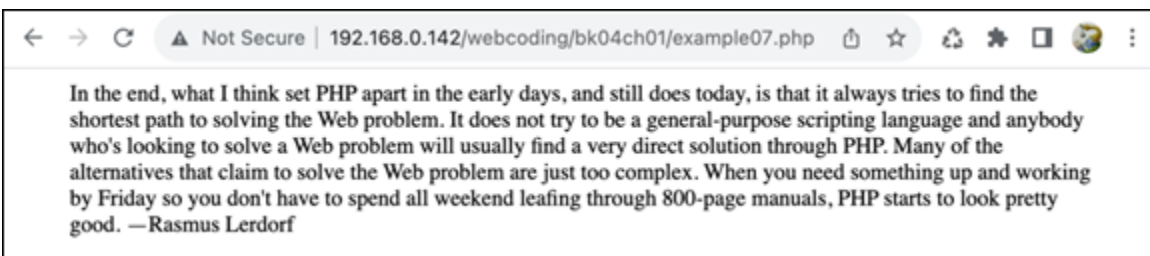 Not Secure | 192.168.0.142/webcoding/bk04ch01/example07.php
In the end, what I think set PHP apart in the early days, and still does today, is that it always tries to find the
shortest path to solving the Web problem. It does not try to be a general-purpose scripting language and anybody
who's looking to solve a Web problem will usually find a very direct solution through PHP. Many of the
alternatives that claim to solve the Web problem are just too complex. When you need something up and working
by Friday so you don't have to spend all weekend leafing through 800-page manuals, PHP starts to look pretty
good. —Rasmus Lerdorf